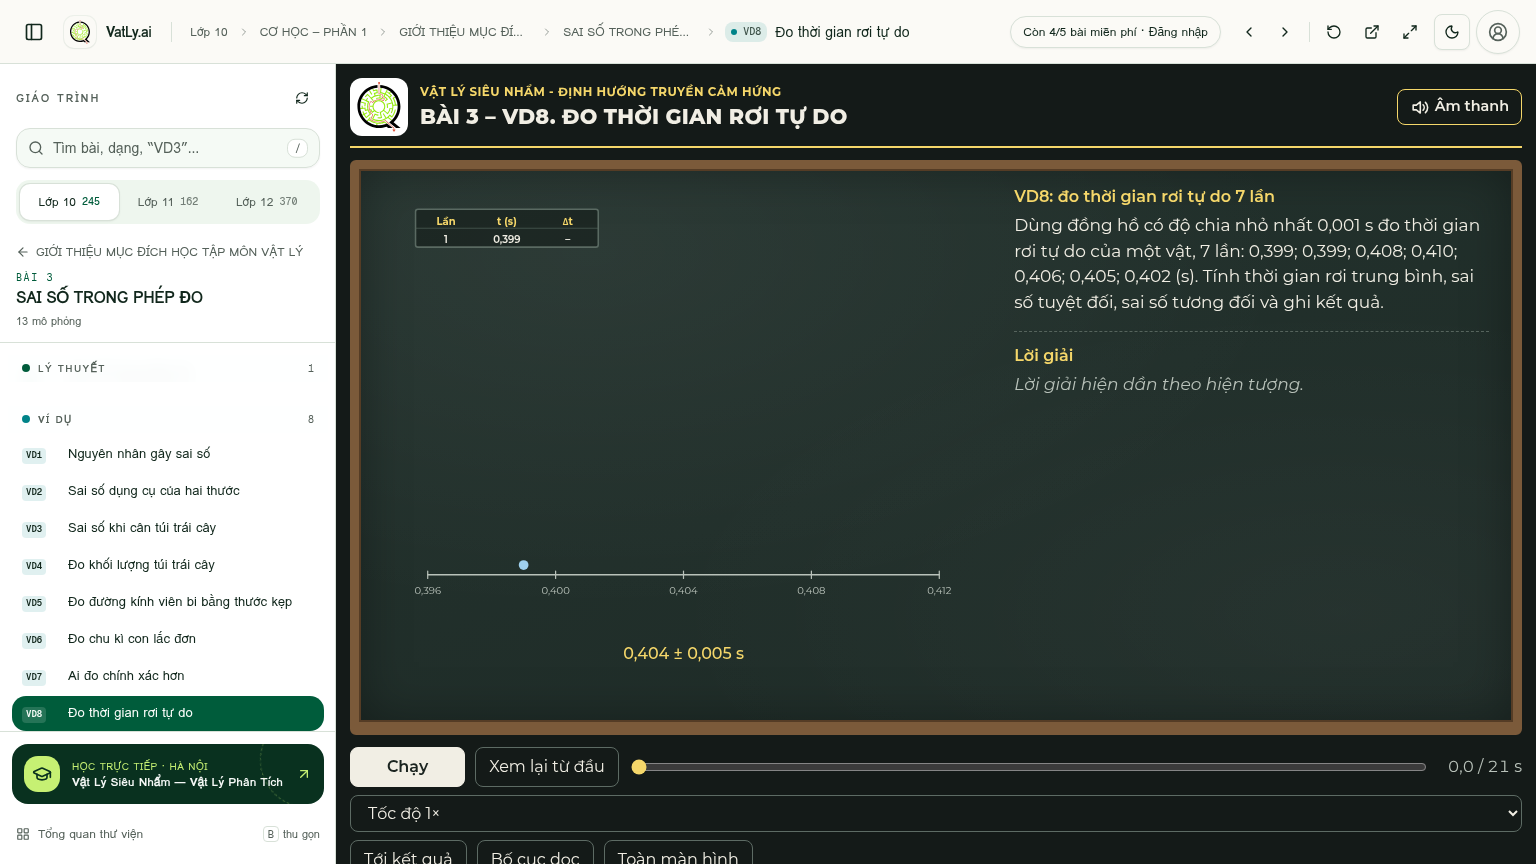 VatLy.ai
Lớp 10
CƠ HỌC – PHẦN 1
GIỚI THIỆU MỤC ĐÍ...
SAI SỐ TRONG PHÉ...
VD8
Đo thời gian rơi tự do
Còn 4/5 bài miễn phí · Đăng nhập
GIÁO TRÌNH
Tìm bài, dạng, “VD3”...
/
Lớp 10 245
Lớp 11 162
Lớp 12 370
GIỚI THIỆU MỤC ĐÍCH HỌC TẬP MÔN VẬT LÝ
BÀI 3
SAI SỐ TRONG PHÉP ĐO
13 mô phỏng
LÝ THUYẾT 1
VÍ DỤ 8
VD1 Nguyên nhân gây sai số
VD2 Sai số dụng cụ của hai thước
VD3 Sai số khi cân túi trái cây
VD4 Đo khối lượng túi trái cây
VD5 Đo đường kính viên bi bằng thước kẹp
VD6 Đo chu kì con lắc đơn
VD7 Ai đo chính xác hơn
VD8 Đo thời gian rơi tự do
HỌC TRỰC TIẾP · HÀ NỘI
Vật Lý Siêu Nhẩm — Vật Lý Phân Tích
Tổng quan thư viện
B thu gọn
VẬT LÝ SIÊU NHẨM - ĐỊNH HƯỚNG TRUYỀN CẢM HỨNG
BÀI 3 – VD8. ĐO THỜI GIAN RƠI TỰ DO
Âm thanh
Lần t (s) Δt
1 0,399 –
0,396 0,400 0,404 0,408 0,412
0,404 ± 0,005 s
VD8: đo thời gian rơi tự do 7 lần
Dùng đồng hồ có độ chia nhỏ nhất 0,001 s đo thời gian
rơi tự do của một vật, 7 lần: 0,399; 0,399; 0,408; 0,410;
0,406; 0,405; 0,402 (s). Tính thời gian rơi trung bình, sai
số tuyệt đối, sai số tương đối và ghi kết quả.
Lời giải
Lời giải hiện dần theo hiện tượng.
Chạy
Xem lại từ đầu
0,0 / 21 s
Tốc độ 1×
Tới kết quả
Bố cục dọc
Toàn màn hình